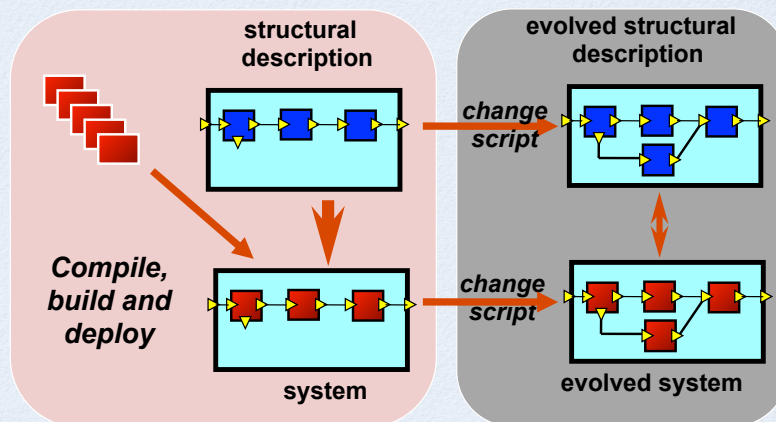 structural
description
evolved structural
description
change
script
Compile,
build and
deploy
change
script
system
evolved system